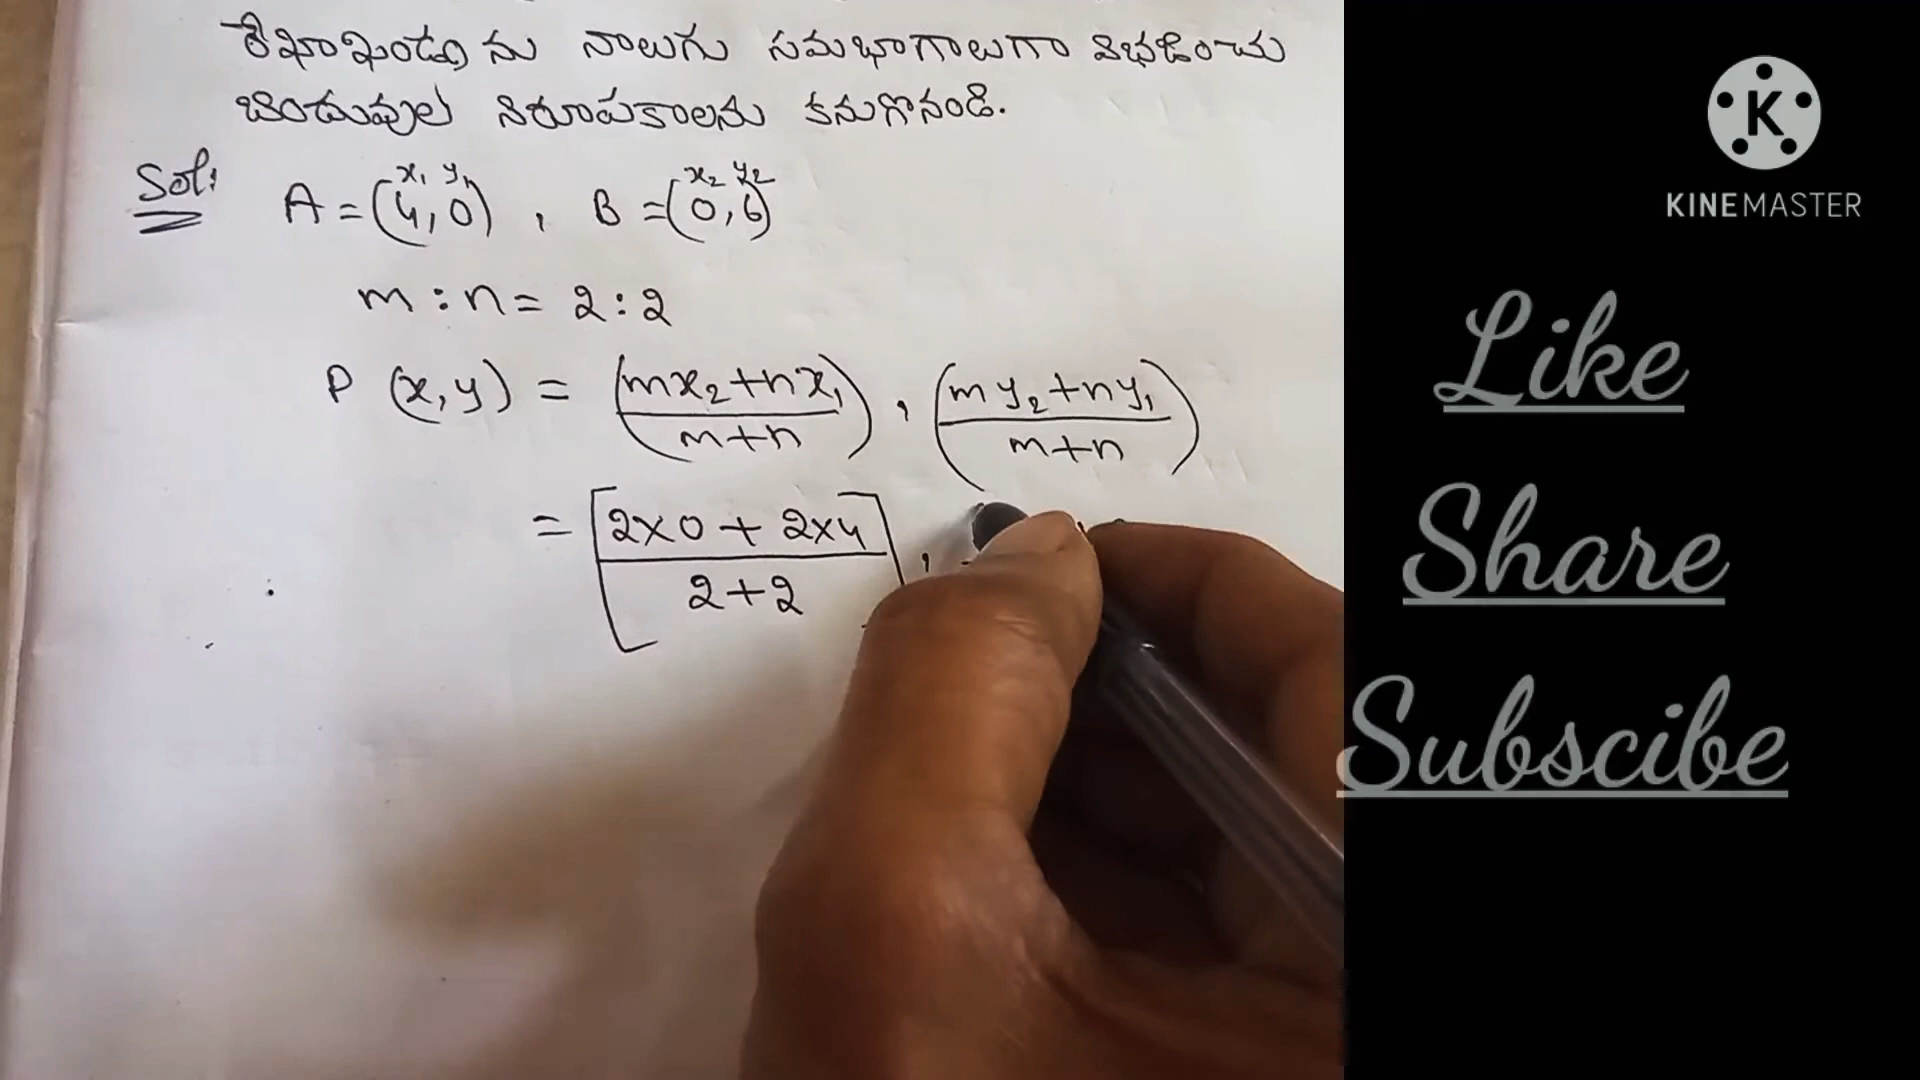 రేఖాఖండం ను నాలుగు సమభాగాలుగా విభజించు
బిందువుల నిరూపకాలను కనుగొనండి.
Sol:
x₁ y₁ x₂ y₂
A = (4, 0) , B = (0, 6)
m : n = 2 : 2
P (x, y) = (mx₂ + nx₁ / m + n) , (my₂ + ny₁ / m + n)
= [2×0 + 2×4 / 2+2] ,
K
KINEMASTER
Like
Share
Subscibe